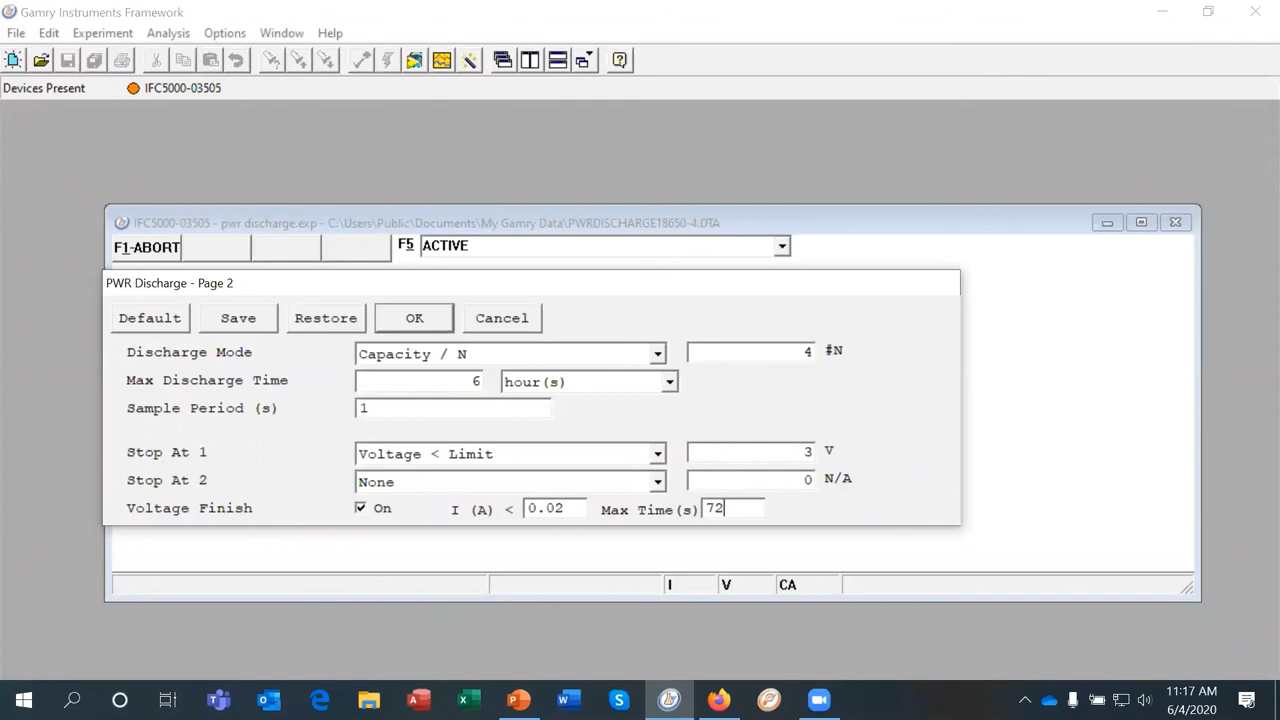 Gamry Instruments Framework
File Edit Experiment Analysis Options Window Help
Devices Present IFC5000-03505
IFC5000-03505 - pwr discharge.exp - C:\Users\Public\Documents\My Gamry Data\PWRDISCHARGE18650-4.DTA
F1-ABORT F5 ACTIVE
PWR Discharge - Page 2
Default Save Restore OK Cancel
Discharge Mode Capacity / N 4 #N
Max Discharge Time 6 hour(s)
Sample Period (s) 1
Stop At 1 Voltage < Limit 3 V
Stop At 2 None 0 N/A
Voltage Finish On I (A) < 0.02 Max Time(s) 72
I V CA
11:17 AM
6/4/2020